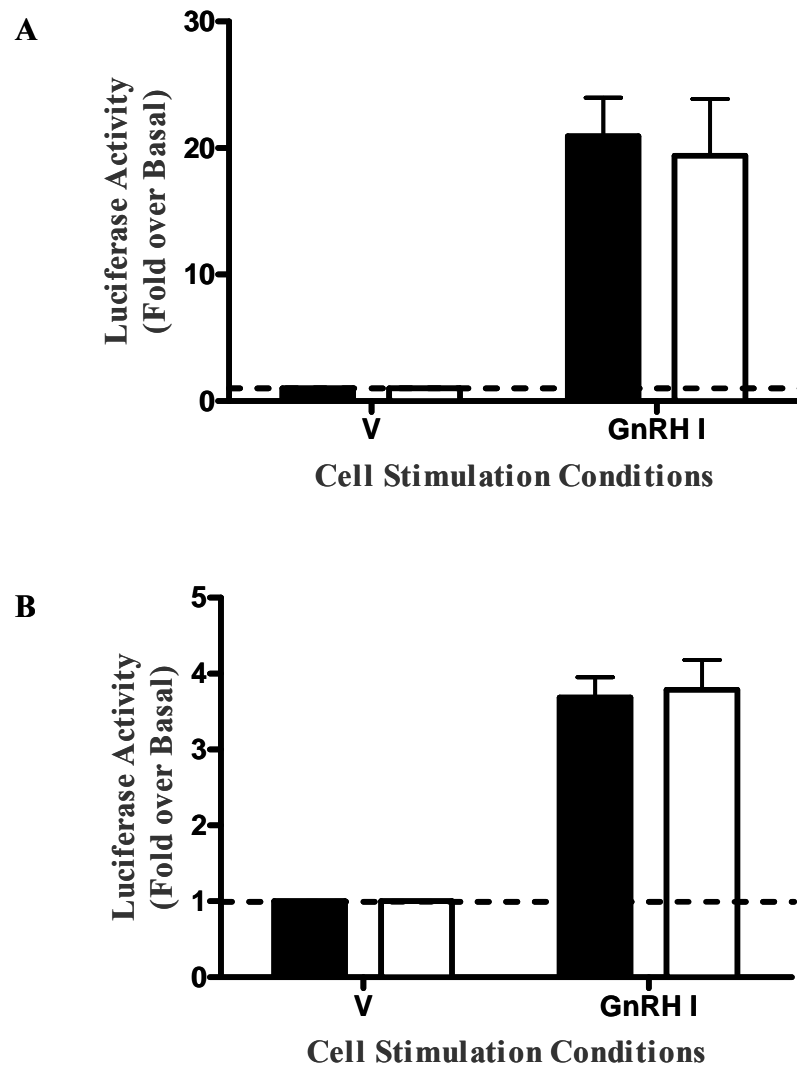 A
Luciferase Activity
(Fold over Basal)
30
20
10
0
V
GnRH I
Cell Stimulation Conditions
B
Luciferase Activity
(Fold over Basal)
5
4
3
2
1
0
V
GnRH I
Cell Stimulation Conditions